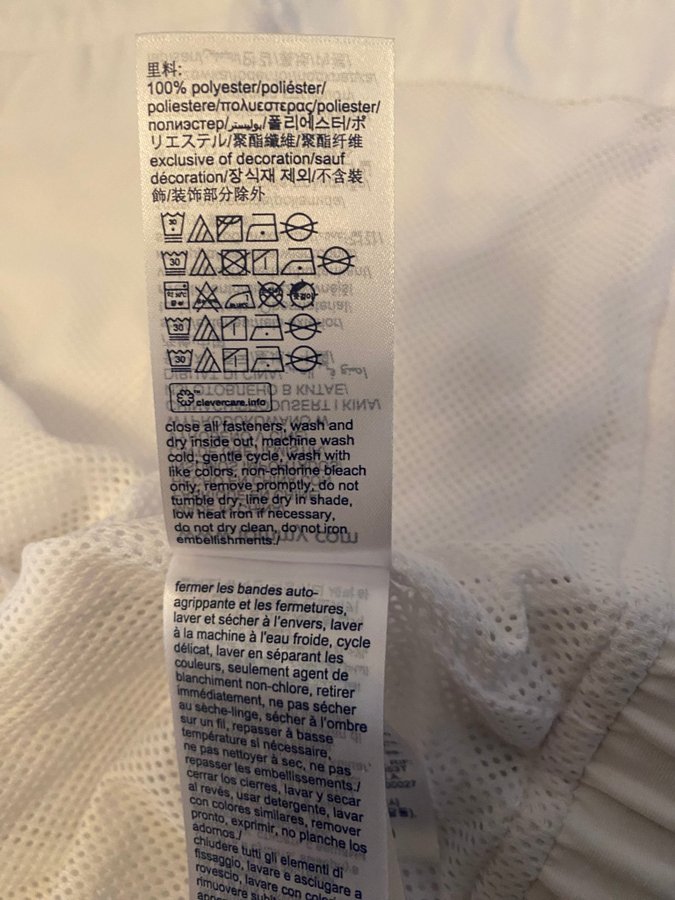 里料:
100% polyester/poliéster/
poliestere/πολυεστερας/poliester/
полиэстер/بوليستر/폴리에스터/ポ
リエステル/聚酯纖維/聚酯纤维
exclusive of decoration/sauf
décoration/장식재 제외/不含裝
飾/装饰部分除外
30
30
30
30
clevercare.info
close all fasteners, wash and
dry inside out, machine wash
cold, gentle cycle, wash with
like colors, non-chlorine bleach
only, remove promptly, do not
tumble dry, line dry in shade,
low heat iron if necessary,
do not dry clean, do not iron
embellishments./
fermer les bandes auto-
agrippante et les fermetures,
laver et sécher à l'envers, laver
à la machine à l'eau froide, cycle
délicat, laver en séparant les
couleurs, seulement agent de
blanchiment non-chlore, retirer
immédiatement, ne pas sécher
au sèche-linge, sécher à l'ombre
sur un fil, repasser à basse
température si nécessaire,
ne pas nettoyer à sec, ne pas
repasser les embellissements./
cerrar los cierres, lavar y secar
al revés, usar detergente, lavar
con colores similares, remover
pronto, exprimir, no planche los
adornos./
chiudere tutti gli elementi di
fissaggio, lavare e asciugare a
rovescio, lavare con colori
rimuovere